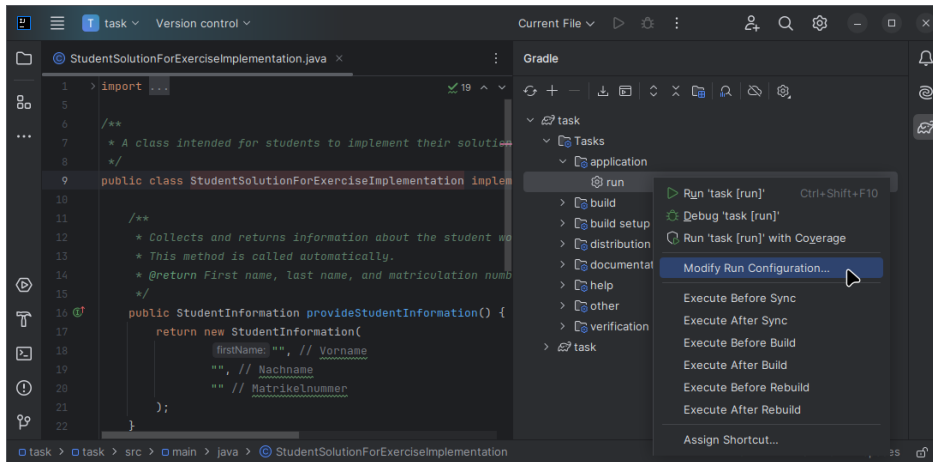 T task Version control Current File
StudentSolutionForExerciseImplementation.java
Gradle
1 import ... 19
5
6 /**
7 * A class intended for students to implement their solution
8 */
9 public class StudentSolutionForExerciseImplementation implem
10
11 /**
12 * Collects and returns information about the student wo
13 * This method is called automatically.
14 * @return First name, last name, and matriculation numb
15 */
16 public StudentInformation provideStudentInformation() {
17 return new StudentInformation(
18 firstName: "", // Vorname
19 "", // Nachname
20 "" // Matrikelnummer
21 );
22 }
task
Tasks
application
run
build
build setup
distribution
documentat
help
other
verification
task
Run 'task [run]' Ctrl+Shift+F10
Debug 'task [run]'
Run 'task [run]' with Coverage
Modify Run Configuration...
Execute Before Sync
Execute After Sync
Execute Before Build
Execute After Build
Execute Before Rebuild
Execute After Rebuild
Assign Shortcut...
task > task > src > main > java > StudentSolutionForExerciseImplementation